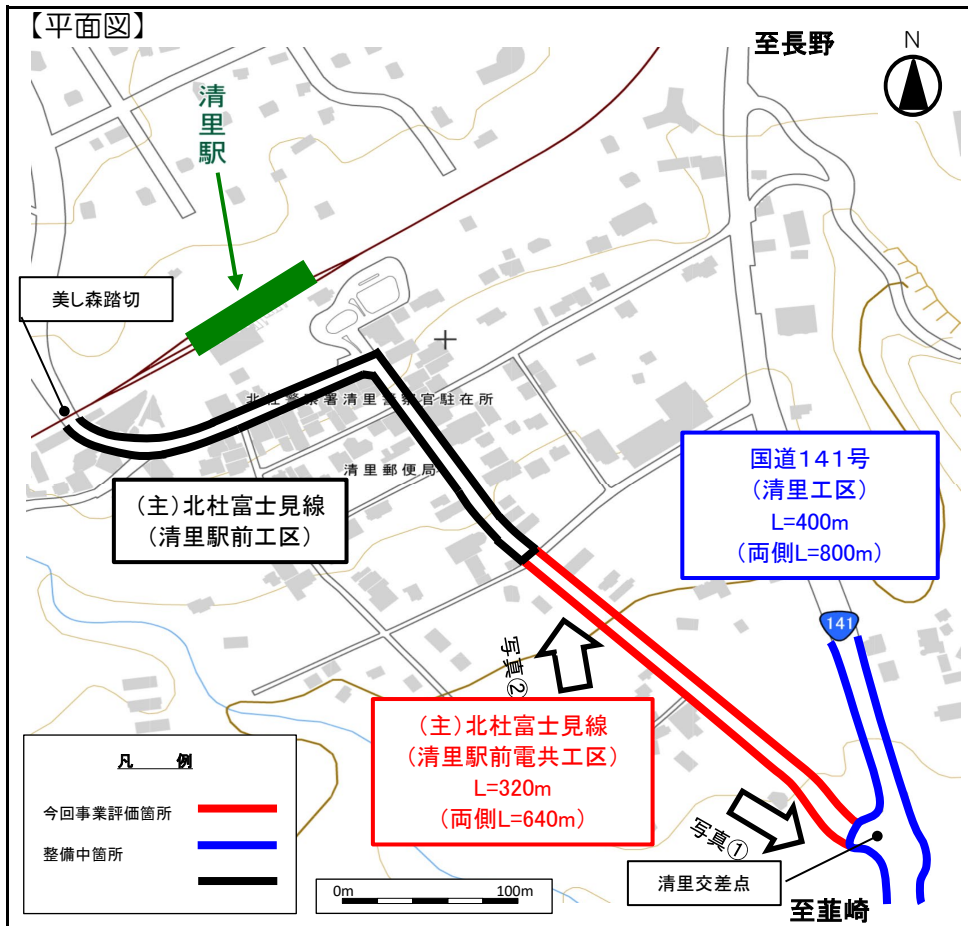 【平面図】
至長野
N
清里駅
美し森踏切
北杜警察署清里警察官駐在所
清里郵便局
(主)北杜富士見線
(清里駅前工区)
国道141号
(清里工区)
L=400m
(両側L=800m)
141
写真②
(主)北杜富士見線
(清里駅前電共工区)
L=320m
(両側L=640m)
写真①
清里交差点
至韮崎
凡 例
今回事業評価箇所
整備中箇所
0m 100m